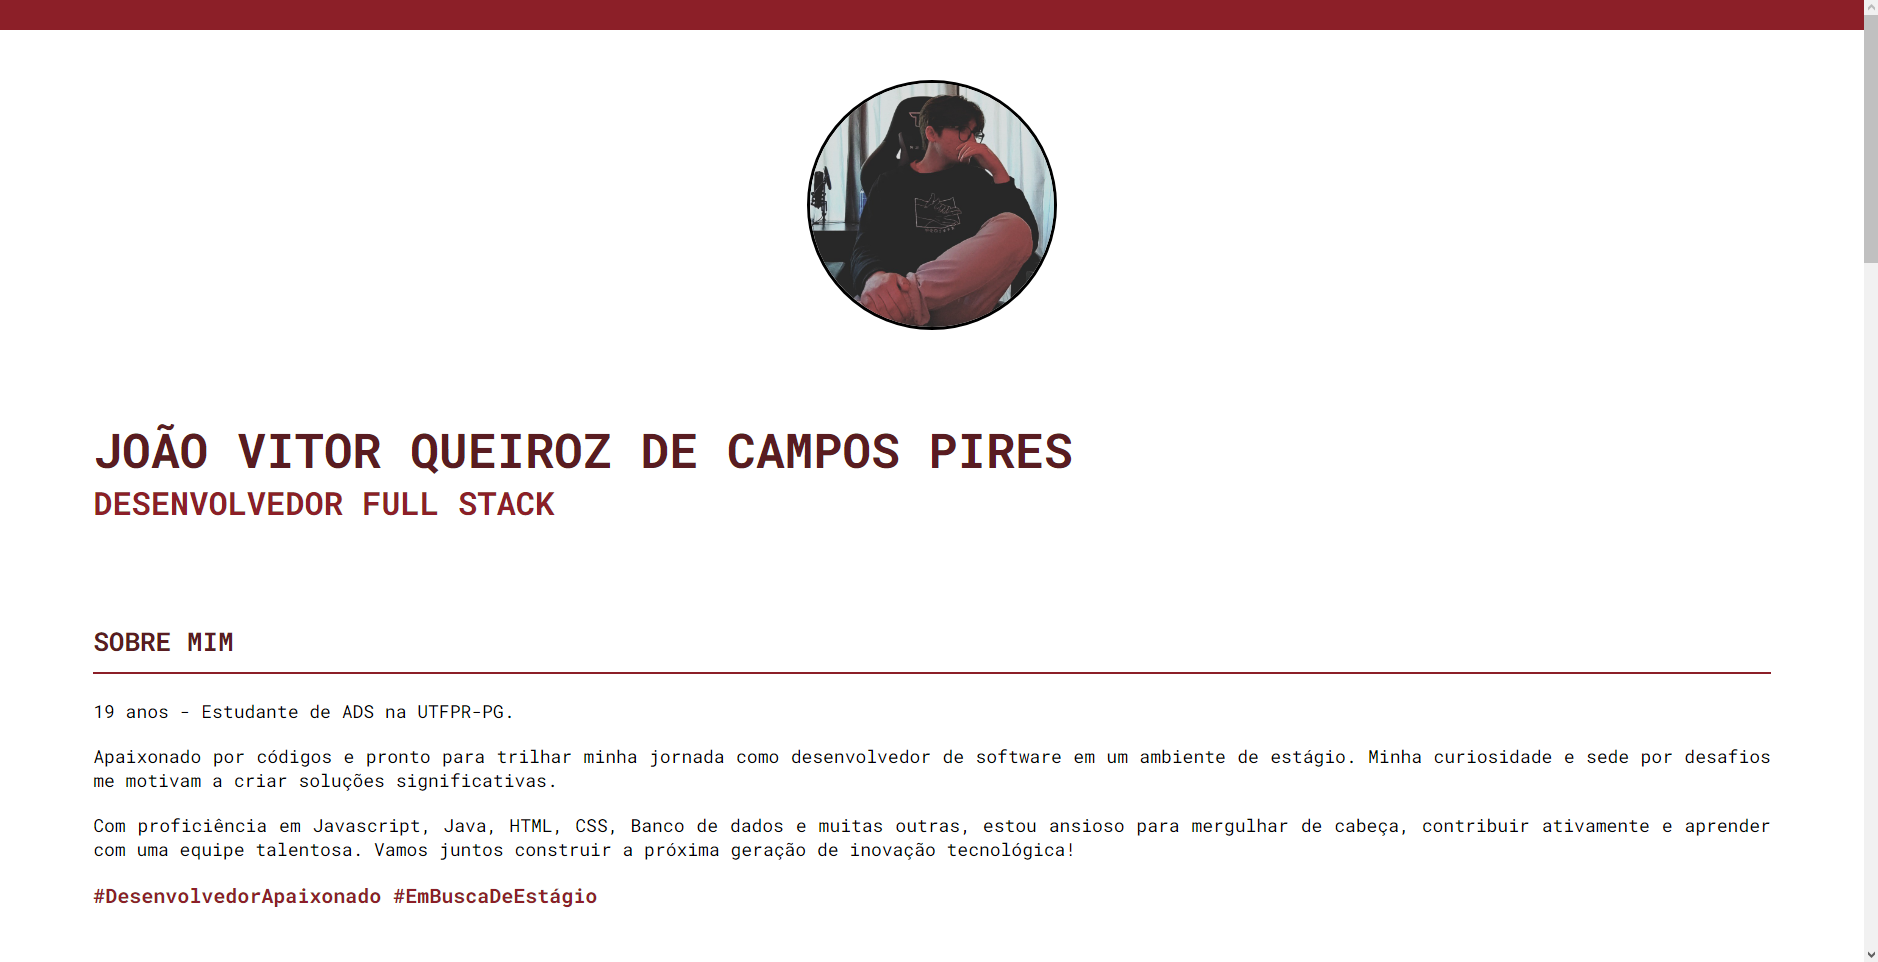 JOÃO VITOR QUEIROZ DE CAMPOS PIRES
DESENVOLVEDOR FULL STACK
SOBRE MIM
19 anos - Estudante de ADS na UTFPR-PG.
Apaixonado por códigos e pronto para trilhar minha jornada como desenvolvedor de software em um ambiente de estágio. Minha curiosidade e sede por desafios
me motivam a criar soluções significativas.
Com proficiência em Javascript, Java, HTML, CSS, Banco de dados e muitas outras, estou ansioso para mergulhar de cabeça, contribuir ativamente e aprender
com uma equipe talentosa. Vamos juntos construir a próxima geração de inovação tecnológica!
#DesenvolvedorApaixonado #EmBuscaDeEstágio